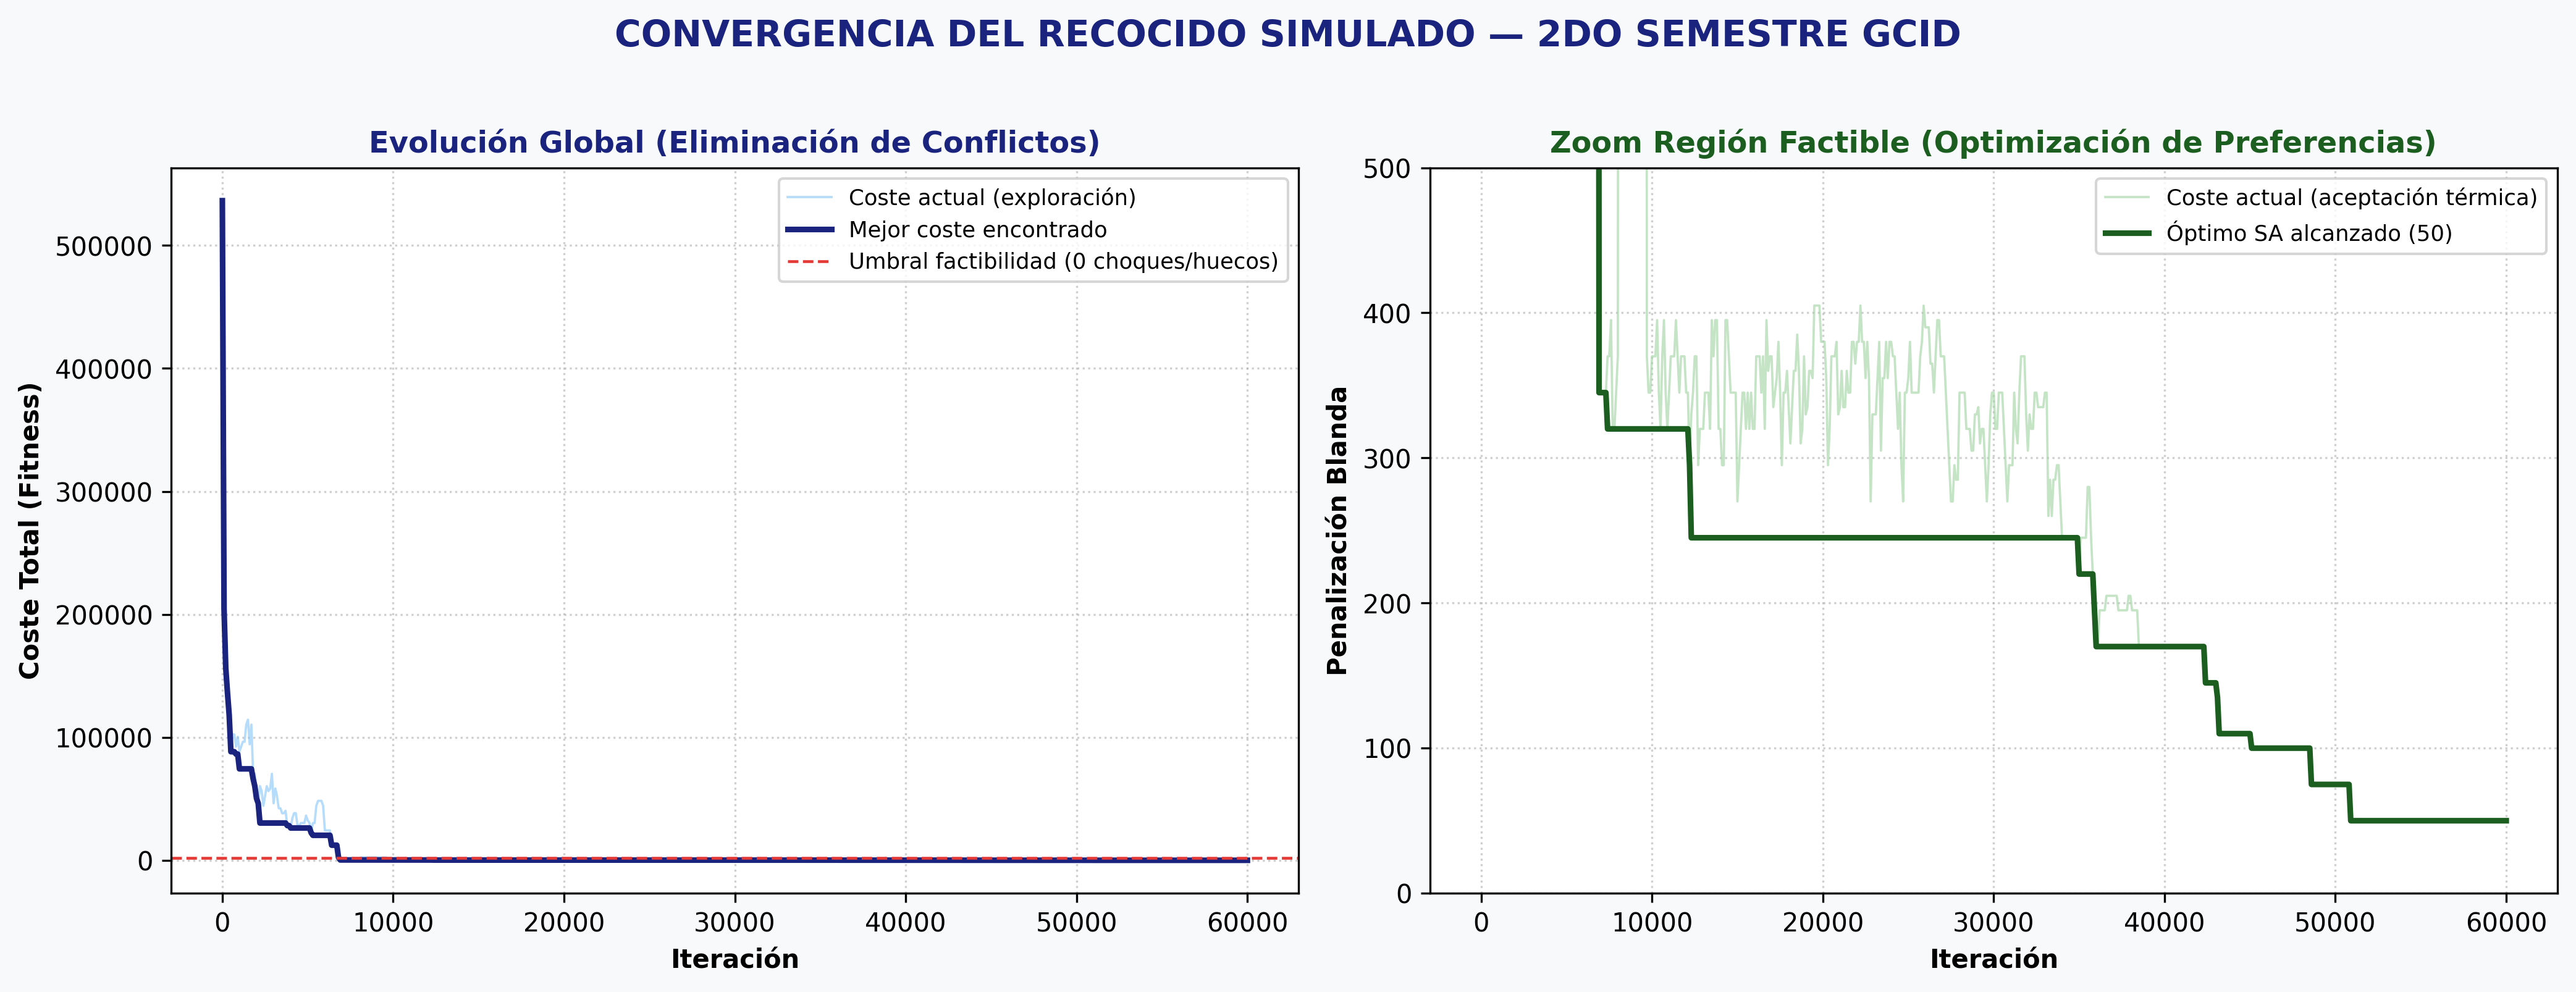 CONVERGENCIA DEL RECOCIDO SIMULADO — 2DO SEMESTRE GCID
Evolución Global (Eliminación de Conflictos)
Coste actual (exploración)
Mejor coste encontrado
Umbral factibilidad (0 choques/huecos)
Coste Total (Fitness)
500000
400000
300000
200000
100000
0
0 10000 20000 30000 40000 50000 60000
Iteración
Zoom Región Factible (Optimización de Preferencias)
Coste actual (aceptación térmica)
Óptimo SA alcanzado (50)
Penalización Blanda
500
400
300
200
100
0
0 10000 20000 30000 40000 50000 60000
Iteración